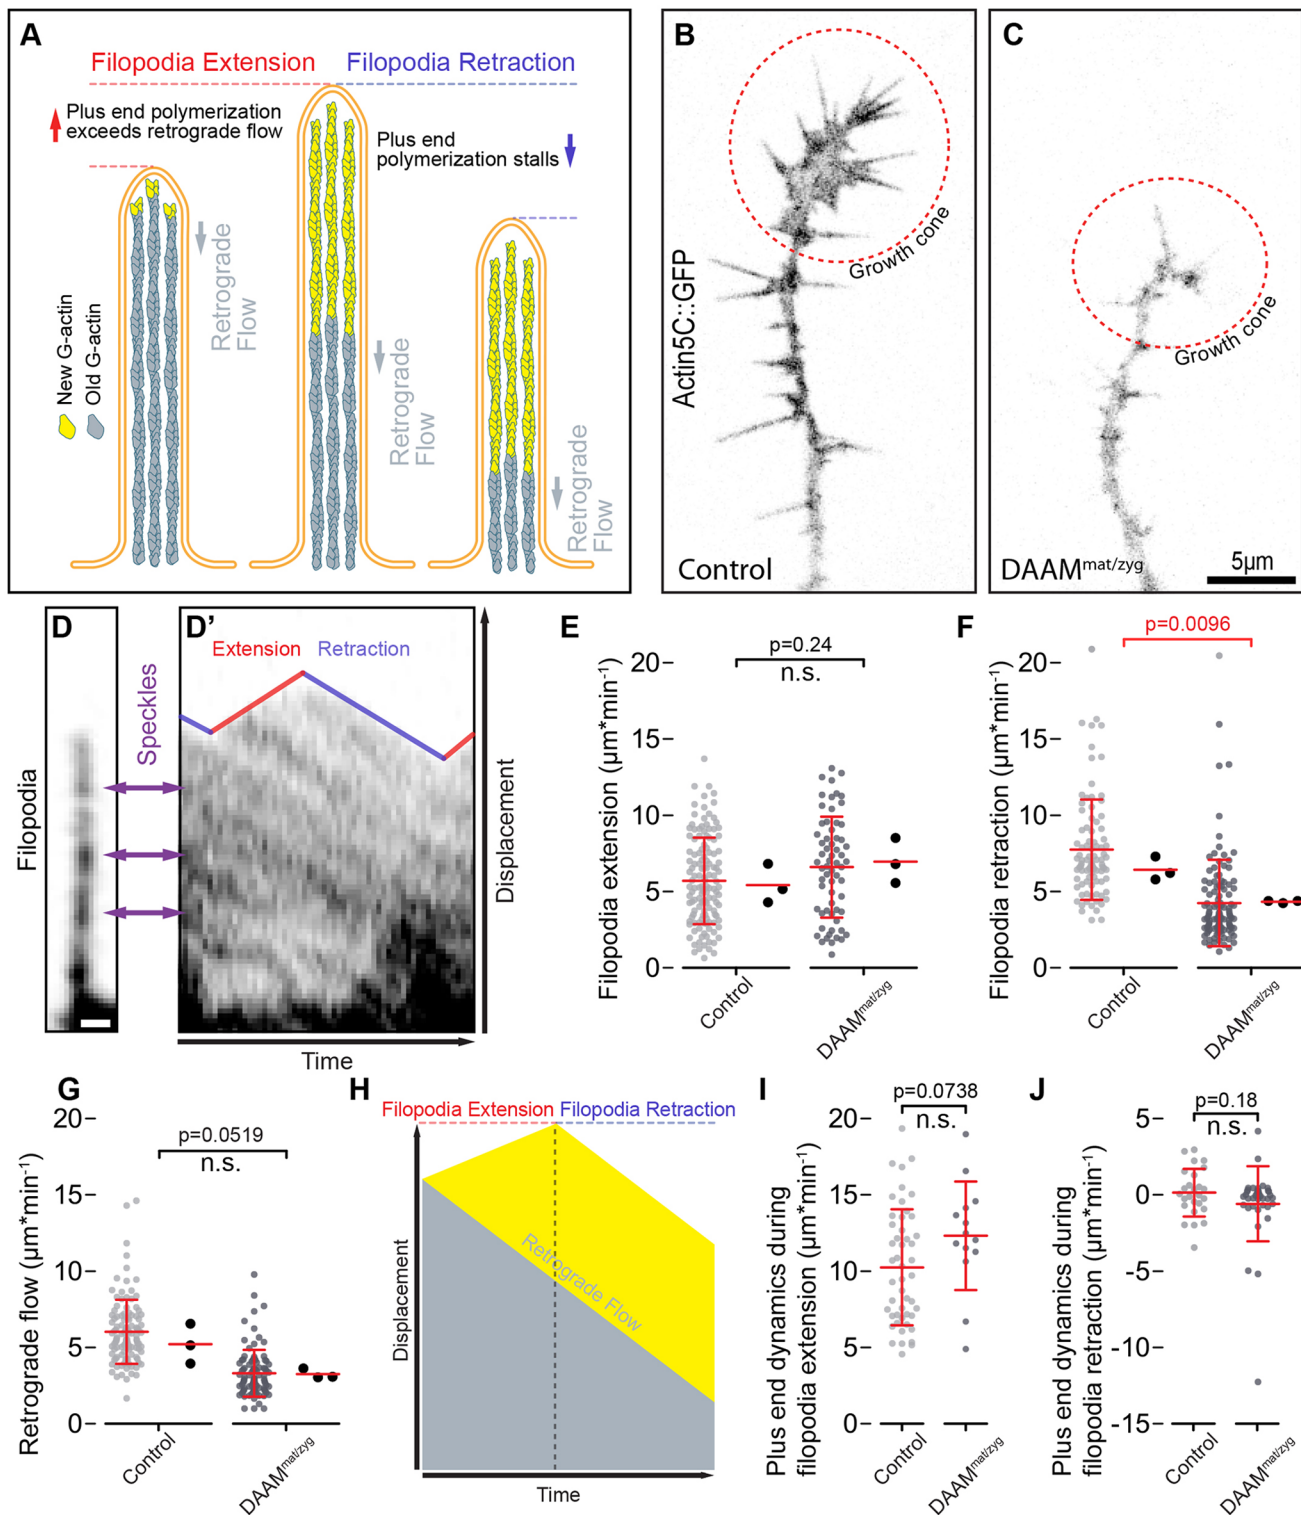 A
Filopodia Extension
Filopodia Retraction
Plus end polymerization
exceeds retrograde flow
Plus end
polymerization stalls
Retrograde
Flow
Retrograde
Flow
Retrograde
Flow
New G-actin
Old G-actin
B
Actin5C::GFP
Growth cone
Control
C
Growth cone
DAAMmat/zyg
5µm
D
Filopodia
Speckles
D’
Extension
Retraction
Displacement
Time
E
Filopodia extension (µm*min-1)
20
15
10
5
0
p=0.24
n.s.
Control
DAAMmat/zyg
F
Filopodia retraction (µm*min-1)
20
15
10
5
0
p=0.0096
Control
DAAMmat/zyg
G
Retrograde flow (µm*min-1)
20
15
10
5
0
p=0.0519
n.s.
Control
DAAMmat/zyg
H
Filopodia Extension
Filopodia Retraction
Displacement
Retrograde Flow
Time
I
Plus end dynamics during
filopodia extension (µm*min-1)
20
15
10
5
0
p=0.0738
n.s.
Control
DAAMmat/zyg
J
Plus end dynamics during
filopodia retraction (µm*min-1)
5
0
-5
-10
-15
p=0.18
n.s.
Control
DAAMmat/zyg